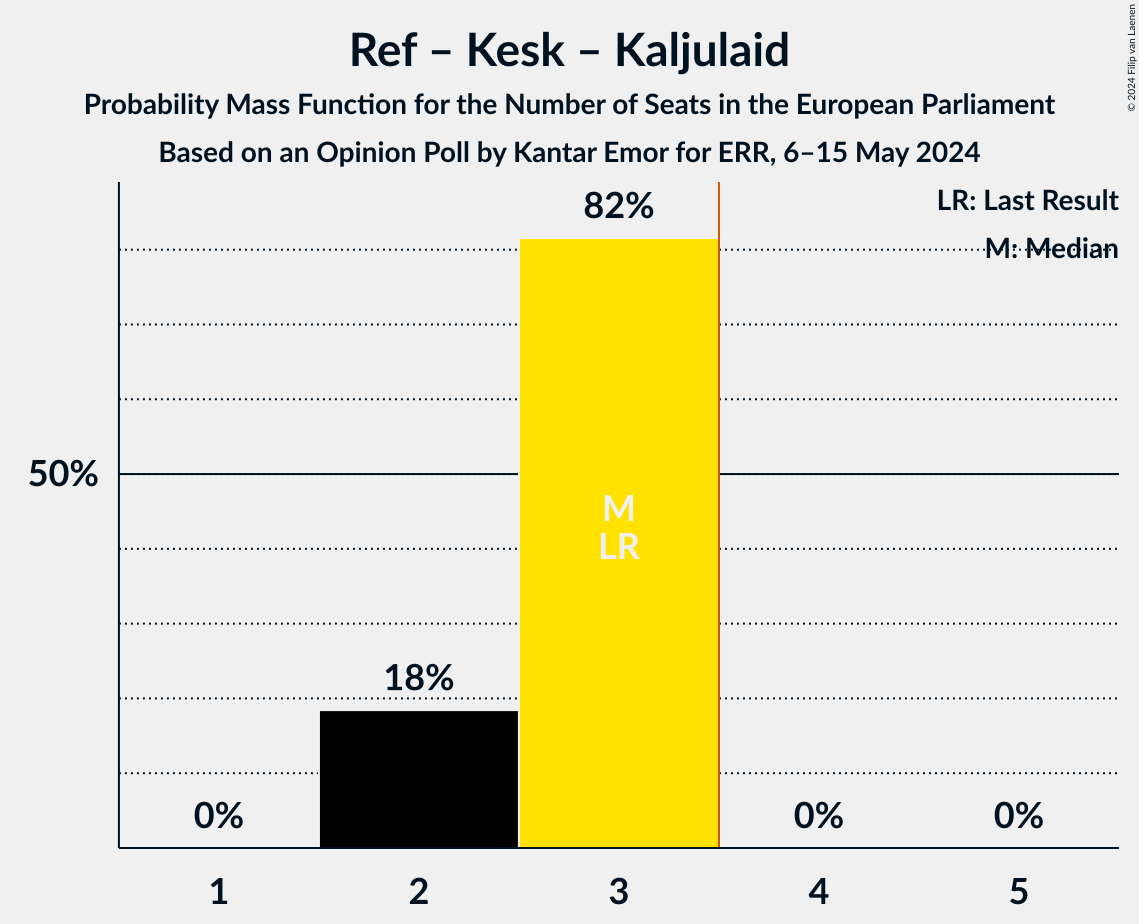 Ref – Kesk – Kaljulaid
Probability Mass Function for the Number of Seats in the European Parliament
Based on an Opinion Poll by Kantar Emor for ERR, 6–15 May 2024
© 2024 Filip van Laenen
LR: Last Result
M: Median
82%
50%
M
LR
18%
0%
0%
0%
1
2
3
4
5